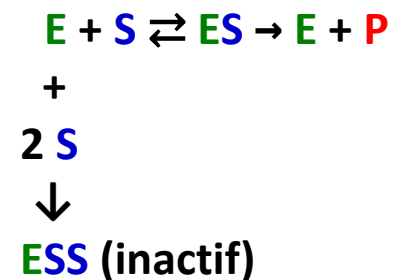 E + S ⇄ ES → E + P
+
2 S
↓
ESS (inactif)